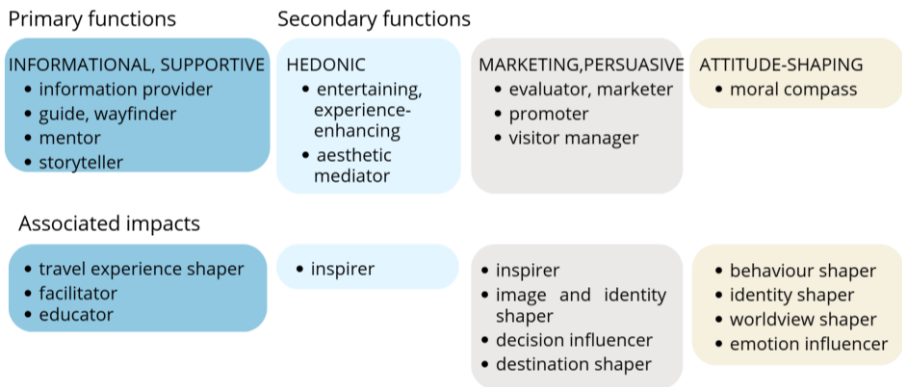 Primary functions
Secondary functions
INFORMATIONAL, SUPPORTIVE
• information provider
• guide, wayfinder
• mentor
• storyteller
HEDONIC
• entertaining,
experience-
enhancing
• aesthetic
mediator
MARKETING,PERSUASIVE
• evaluator, marketer
• promoter
• visitor manager
ATTITUDE-SHAPING
• moral compass
Associated impacts
• travel experience shaper
• facilitator
• educator
• inspirer
• inspirer
• image and identity
shaper
• decision influencer
• destination shaper
• behaviour shaper
• identity shaper
• worldview shaper
• emotion influencer